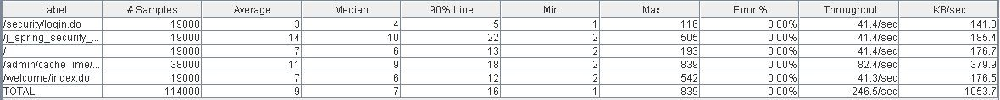 Label # Samples Average Median 90% Line Min Max Error % Throughput KB/sec
/security/login.do 19000 3 4 5 1 116 0.00% 41.4/sec 141.0
/j_spring_security_... 19000 14 10 22 2 505 0.00% 41.4/sec 185.4
/ 19000 7 6 13 2 193 0.00% 41.4/sec 176.7
/admin/cacheTime/... 38000 11 9 18 2 839 0.00% 82.4/sec 379.9
/welcome/index.do 19000 7 6 12 2 542 0.00% 41.3/sec 176.5
TOTAL 114000 9 7 16 1 839 0.00% 246.5/sec 1053.7